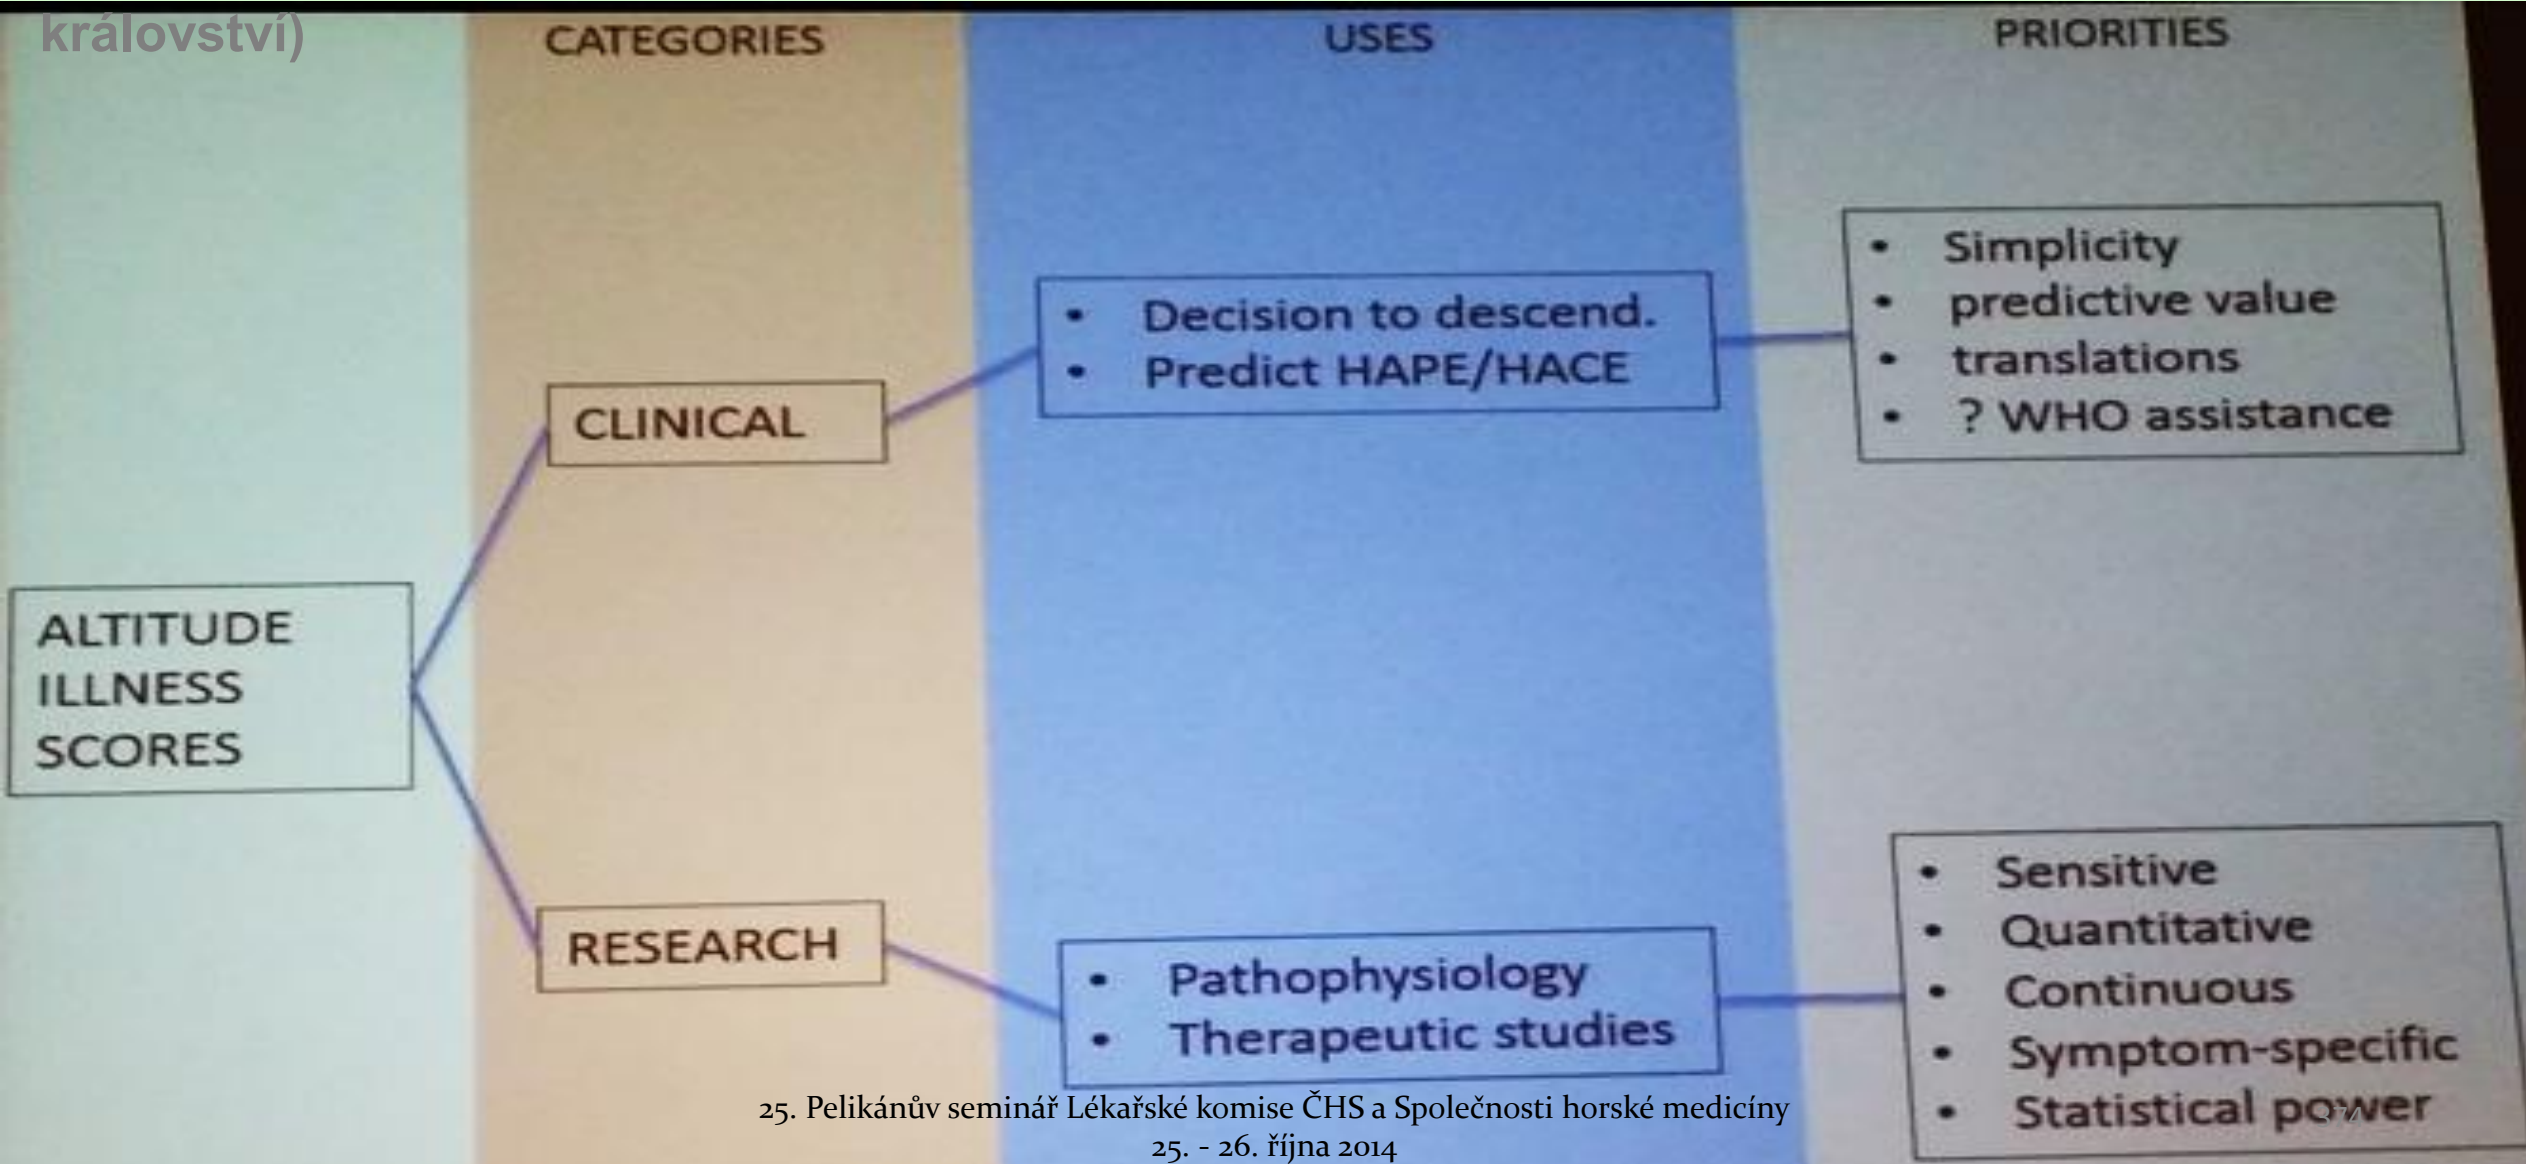 království)
CATEGORIES
USES
PRIORITIES
ALTITUDE
ILLNESS
SCORES
CLINICAL
• Decision to descend.
• Predict HAPE/HACE
• Simplicity
• predictive value
• translations
• ? WHO assistance
RESEARCH
• Pathophysiology
• Therapeutic studies
• Sensitive
• Quantitative
• Continuous
• Symptom-specific
• Statistical power
25. Pelikánův seminář Lékařské komise ČHS a Společnosti horské medicíny
25. - 26. října 2014